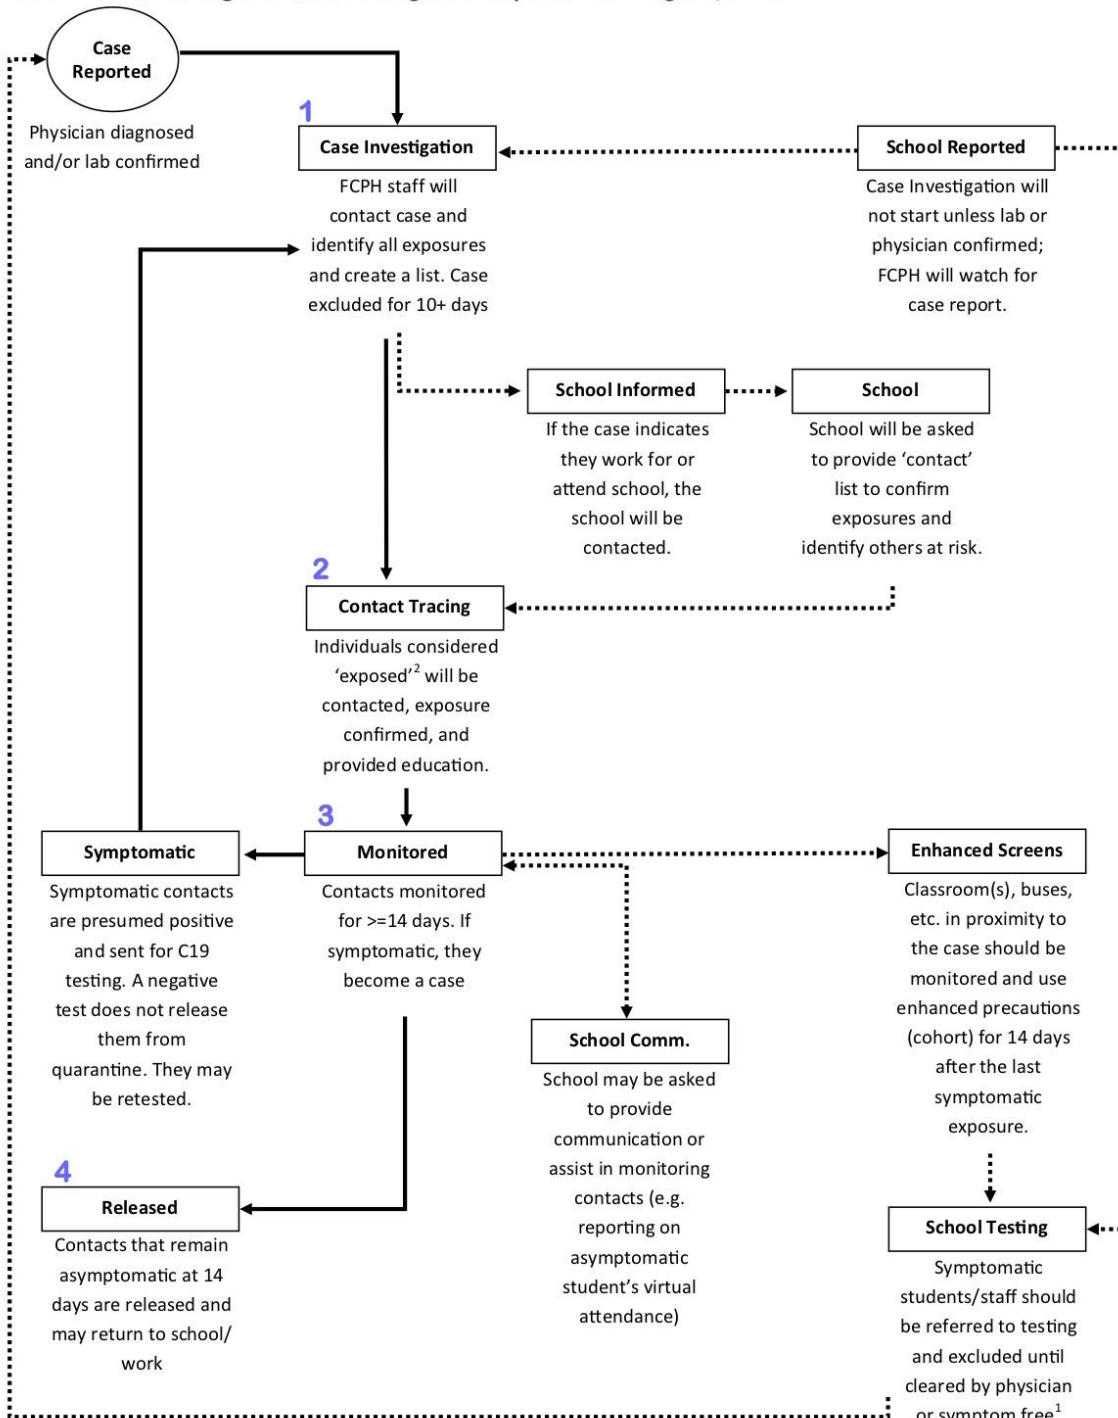 Case
Reported
Physician diagnosed
and/or lab confirmed
1
Case Investigation
FCPH staff will
contact case and
identify all exposures
and create a list. Case
excluded for 10+ days
School Reported
Case Investigation will
not start unless lab or
physician confirmed;
FCPH will watch for
case report.
School Informed
If the case indicates
they work for or
attend school, the
school will be
contacted.
School
School will be asked
to provide ‘contact’
list to confirm
exposures and
identify others at risk.
2
Contact Tracing
Individuals considered
‘exposed’² will be
contacted, exposure
confirmed, and
provided education.
3
Monitored
Contacts monitored
for >=14 days. If
symptomatic, they
become a case
Symptomatic
Symptomatic contacts
are presumed positive
and sent for C19
testing. A negative
test does not release
them from
quarantine. They may
be retested.
Enhanced Screens
Classroom(s), buses,
etc. in proximity to
the case should be
monitored and use
enhanced precautions
(cohort) for 14 days
after the last
symptomatic
exposure.
School Comm.
School may be asked
to provide
communication or
assist in monitoring
contacts (e.g.
reporting on
asymptomatic
student’s virtual
attendance)
4
Released
Contacts that remain
asymptomatic at 14
days are released and
may return to school/
work
School Testing
Symptomatic
students/staff should
be referred to testing
and excluded until
cleared by physician
or symptom free¹